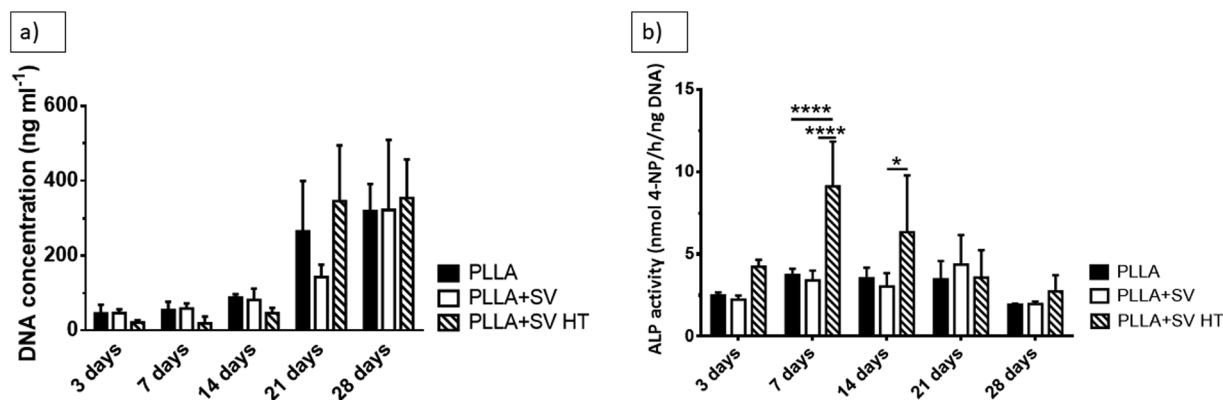 a)
DNA concentration (ng ml⁻¹)
600
400
200
0
3 days
7 days
14 days
21 days
28 days
PLLA
PLLA+SV
PLLA+SV HT
b)
ALP activity (nmol 4-NP/h/ng DNA)
15
10
5
0
****
****
*
3 days
7 days
14 days
21 days
28 days
PLLA
PLLA+SV
PLLA+SV HT